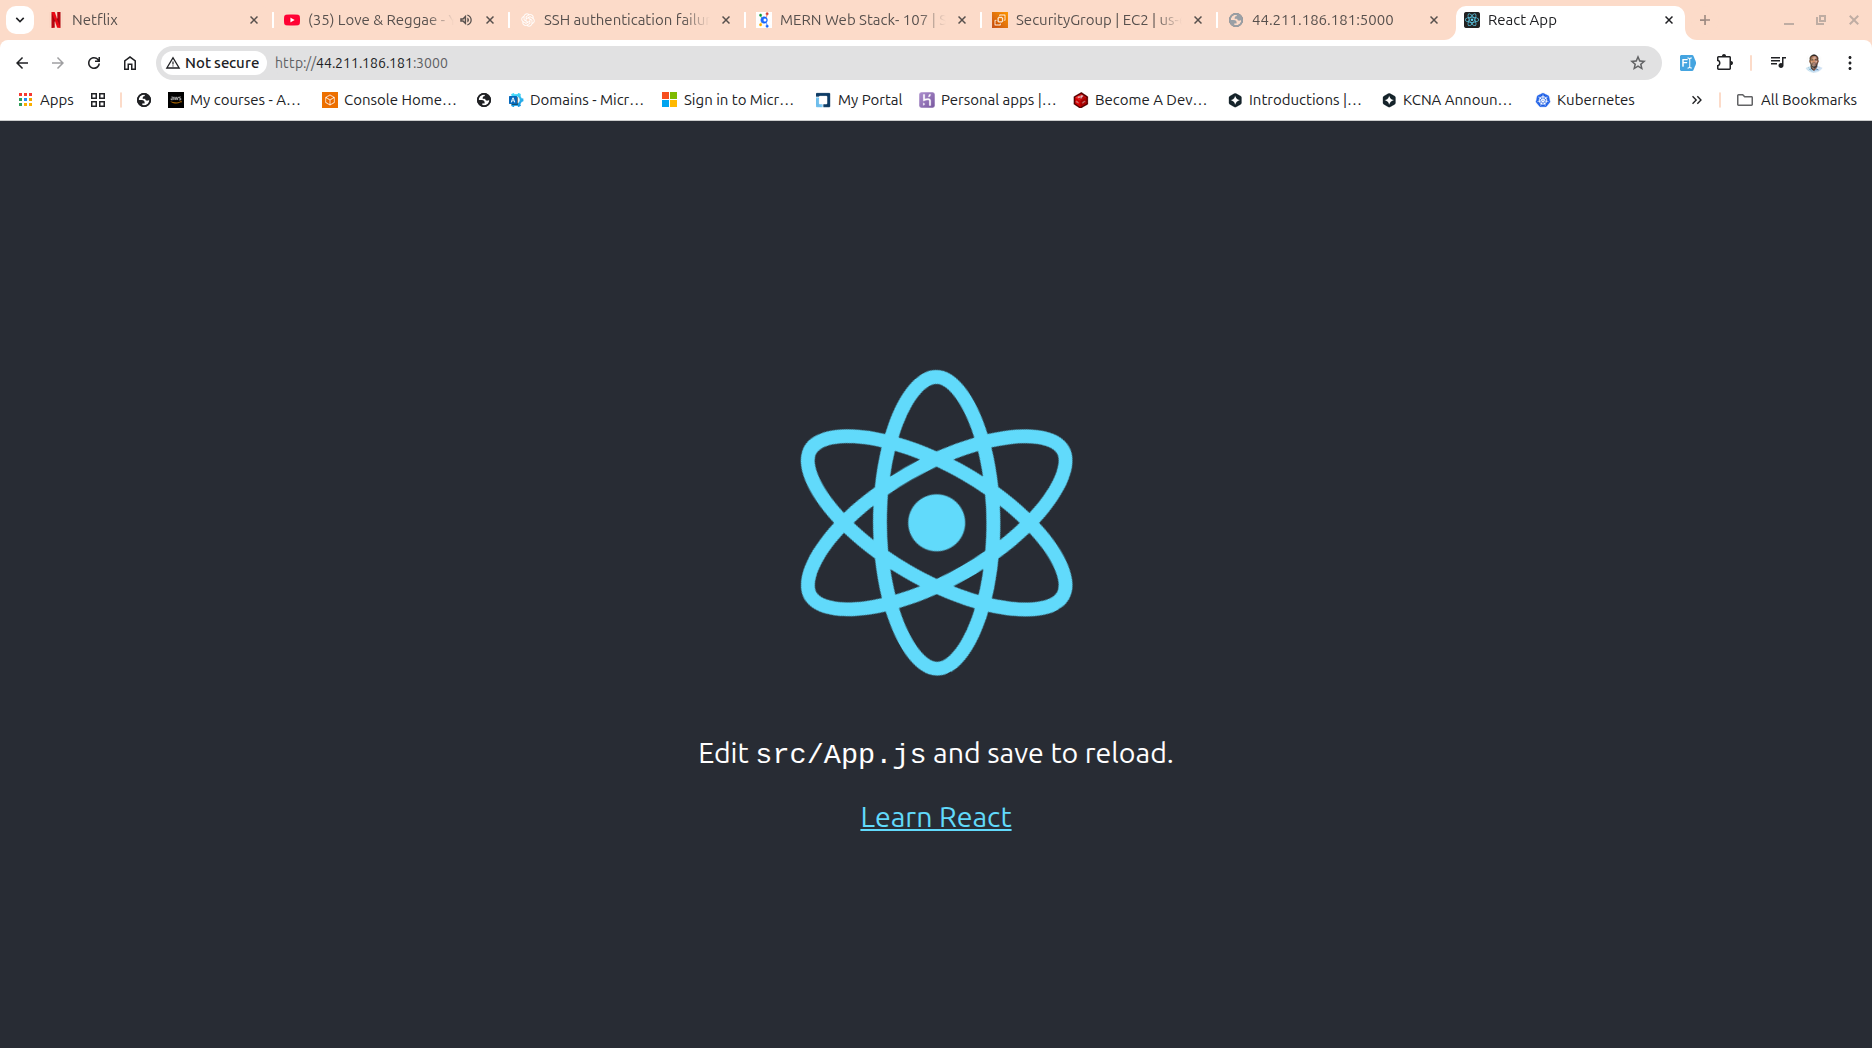 Netflix
(35) Love & Reggae -
SSH authentication failu
MERN Web Stack- 107 |
SecurityGroup | EC2 | us-
44.211.186.181:5000
React App
Not secure
http://44.211.186.181:3000
Apps
My courses - A...
Console Home...
Domains - Micr...
Sign in to Micr...
My Portal
Personal apps |...
Become A Dev...
Introductions |...
KCNA Announ...
Kubernetes
All Bookmarks
Edit src/App.js and save to reload.
Learn React